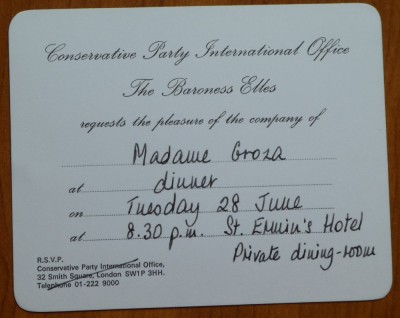 Conservative Party International Office
The Baroness Elles
requests the pleasure of the company of
Madame Groza
at dinner
on Tuesday 28 June
at 8.30 p.m. St. Ermin's Hotel
Private dining-room
R.S.V.P.
Conservative Party International Office,
32 Smith Square, London SW1P 3HH.
Telephone 01-222 9000